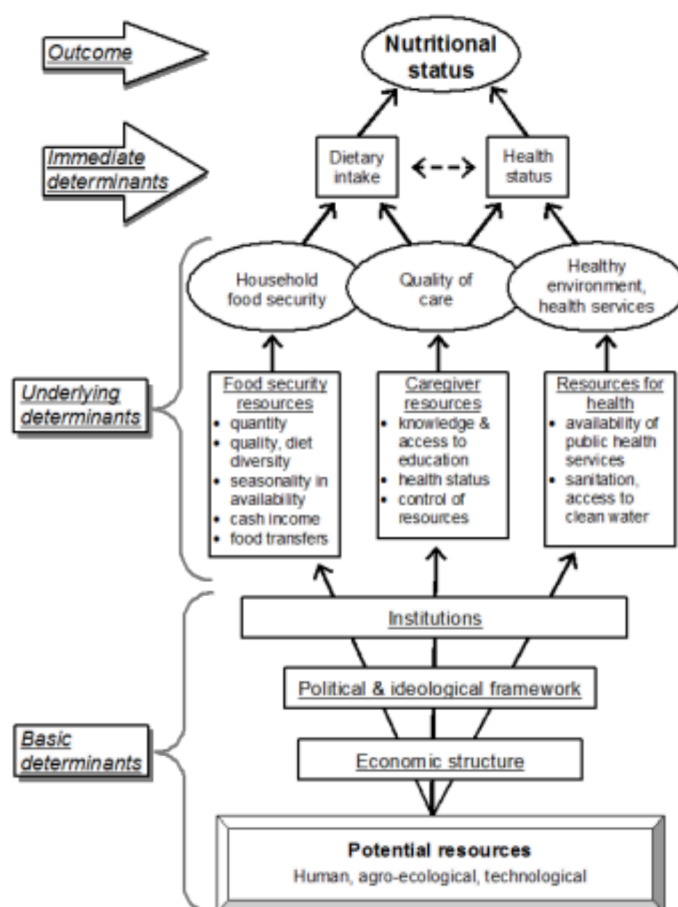 Outcome
Nutritional
status
Immediate
determinants
Dietary
intake
Health
status
Household
food security
Quality of
care
Healthy
environment,
health services
Underlying
determinants
Food security
resources
• quantity
• quality, diet
diversity
• seasonality in
availability
• cash income
• food transfers
Caregiver
resources
• knowledge &
access to
education
• health status
• control of
resources
Resources for
health
• availability of
public health
services
• sanitation,
access to
clean water
Basic
determinants
Institutions
Political & ideological framework
Economic structure
Potential resources
Human, agro-ecological, technological